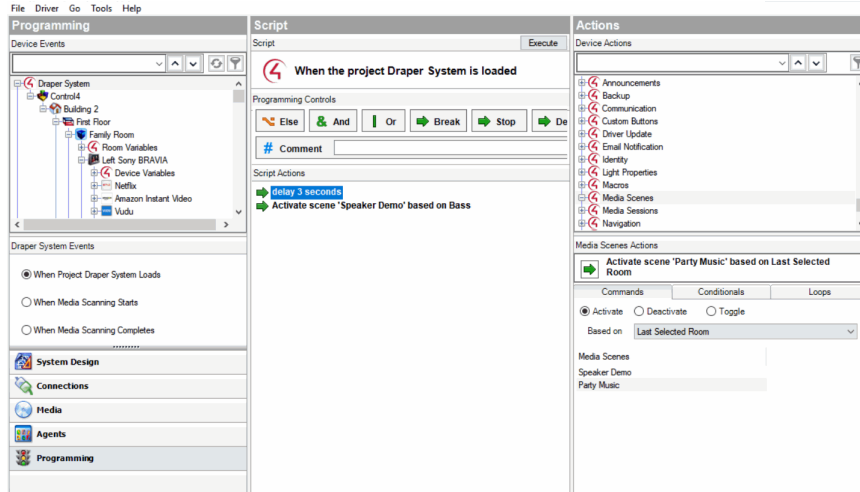 File Driver Go Tools Help
Programming
Device Events
Draper System
Control4
Building 2
First Floor
Family Room
Room Variables
Left Sony BRAVIA
Device Variables
Netflix
Amazon Instant Video
Vudu
Draper System Events
When Project Draper System Loads
When Media Scanning Starts
When Media Scanning Completes
System Design
Connections
Media
Agents
Programming
Script
Script Execute
When the project Draper System is loaded
Programming Controls
Else And Or Break Stop De
# Comment
Script Actions
delay 3 seconds
Activate scene 'Speaker Demo' based on Bass
Actions
Device Actions
Announcements
Backup
Communication
Custom Buttons
Driver Update
Email Notification
Identity
Light Properties
Macros
Media Scenes
Media Sessions
Navigation
Media Scenes Actions
Activate scene 'Party Music' based on Last Selected
Room
Commands Conditionals Loops
Activate Deactivate Toggle
Based on Last Selected Room
Media Scenes
Speaker Demo
Party Music